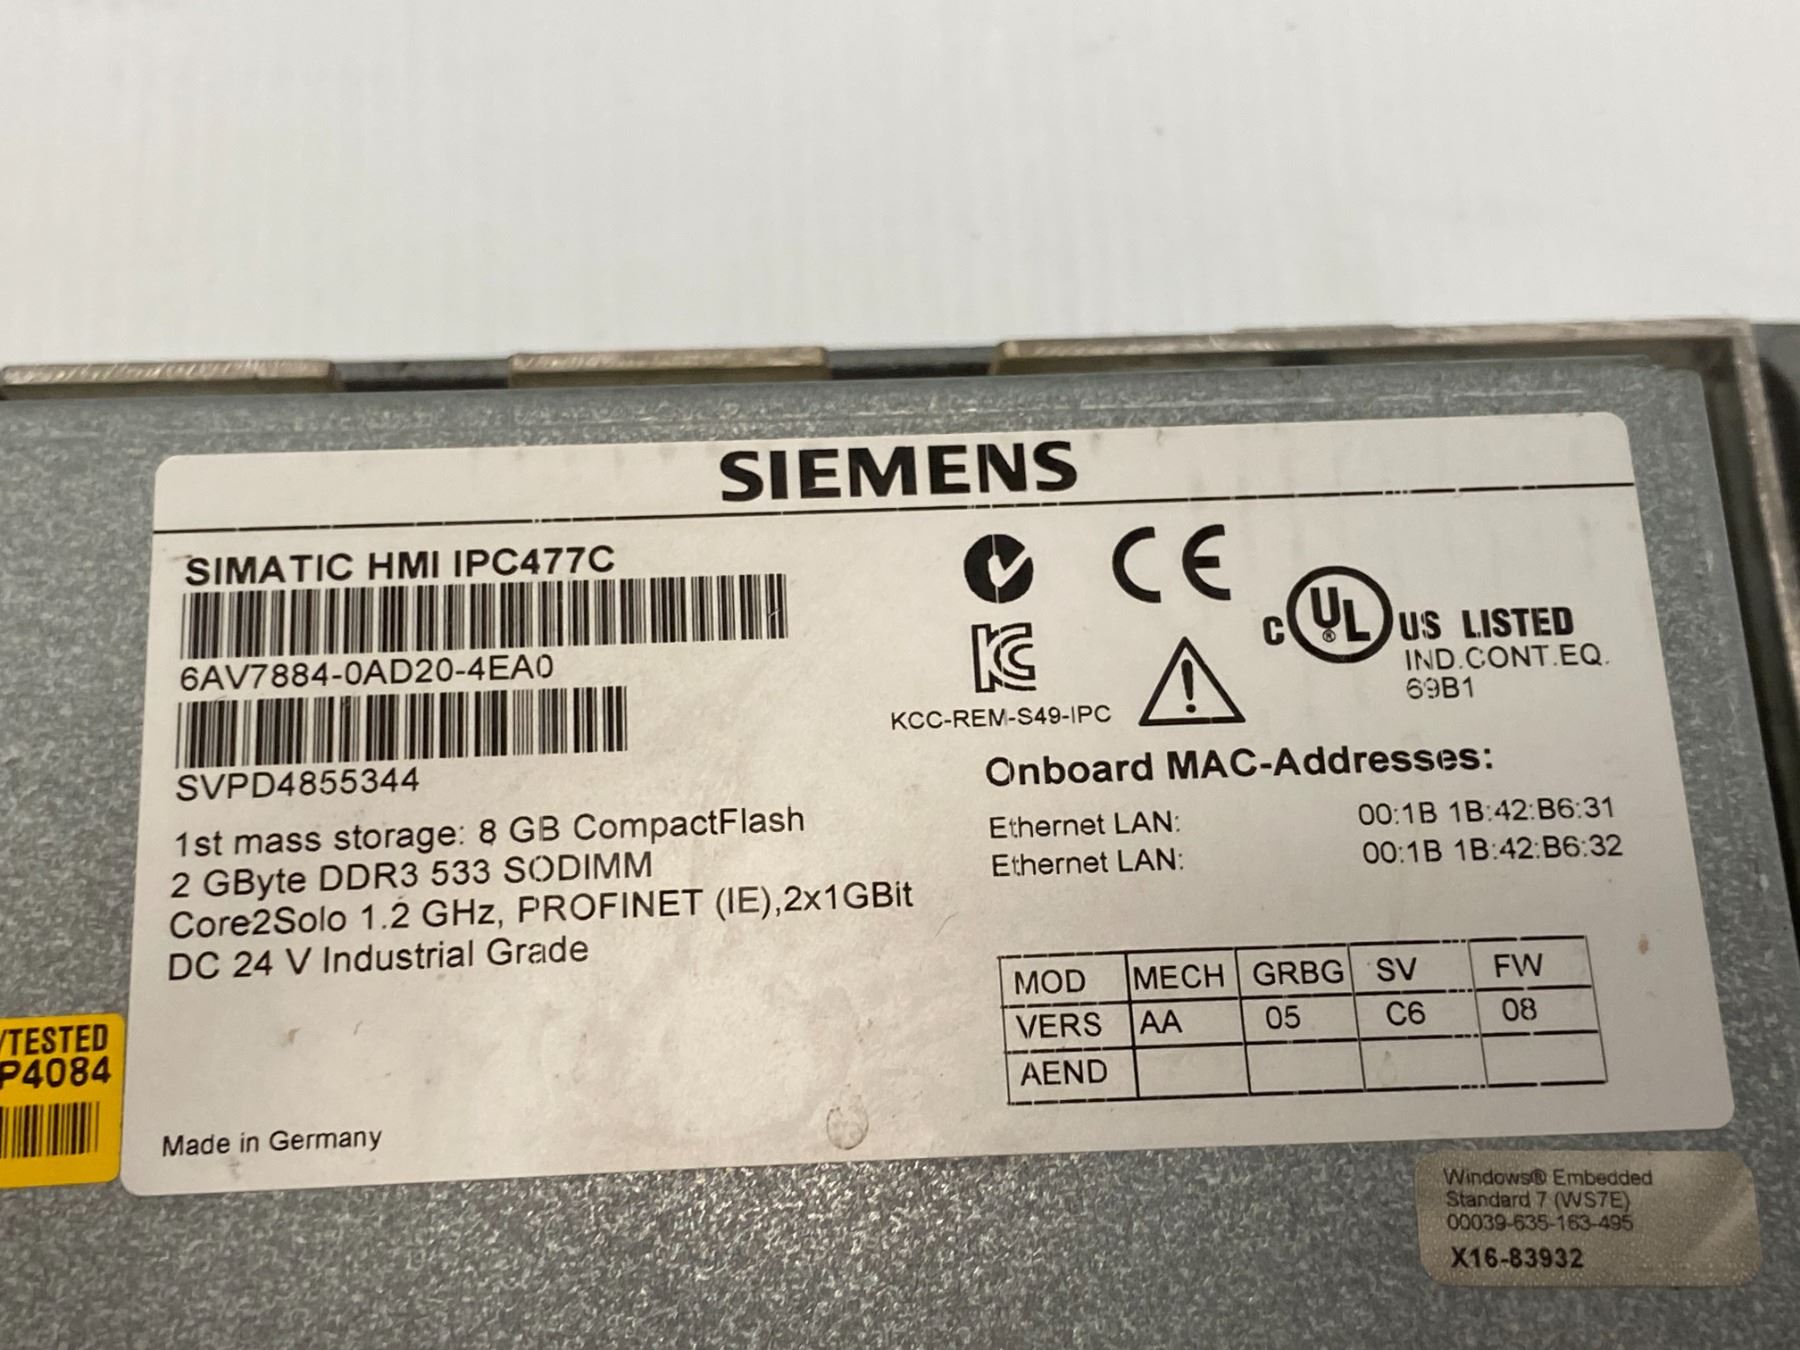 SIEMENS
SIMATIC HMI IPC477C
6AV7884-0AD20-4EA0
SVPD4855344
1st mass storage: 8 GB CompactFlash
2 GByte DDR3 533 SODIMM
Core2Solo 1.2 GHz, PROFINET (IE),2x1GBit
DC 24 V Industrial Grade
Made in Germany
CE
C UL ® US LISTED
IND.CONT.EQ.
69B1
KCC-REM-S49-IPC
Onboard MAC-Addresses:
Ethernet LAN: 00:1B 1B:42:B6:31
Ethernet LAN: 00:1B 1B:42:B6:32
MOD MECH GRBG SV FW
VERS AA 05 C6 08
AEND
/TESTED
P4084
Windows® Embedded
Standard 7 (WS7E)
00039-635-163-495
X16-83932